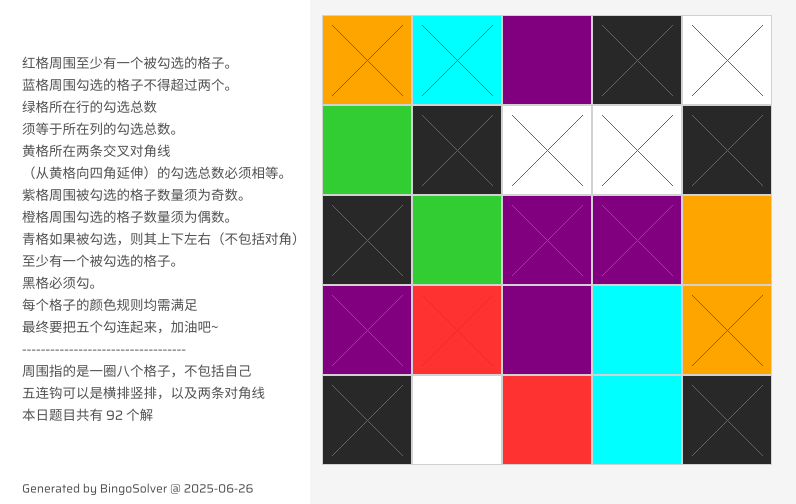 红格周围至少有一个被勾选的格子。
蓝格周围勾选的格子不得超过两个。
绿格所在行的勾选总数
须等于所在列的勾选总数。
黄格所在两条交叉对角线
（从黄格向四角延伸）的勾选总数必须相等。
紫格周围被勾选的格子数量须为奇数。
橙格周围勾选的格子数量须为偶数。
青格如果被勾选，则其上下左右（不包括对角）
至少有一个被勾选的格子。
黑格必须勾。
每个格子的颜色规则均需满足
最终要把五个勾连起来，加油吧~
-----------------------------------
周围指的是一圈八个格子，不包括自己
五连钩可以是横排竖排，以及两条对角线
本日题目共有 92 个解
Generated by BingoSolver @ 2025-06-26